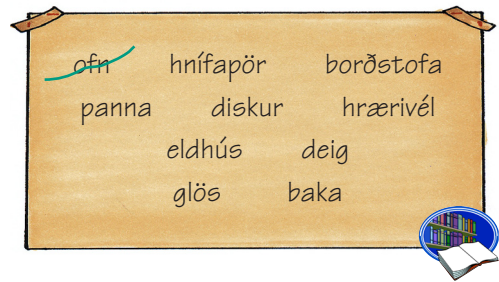 ofn hnífapör borðstofa
panna diskur hrærivél
eldhús deig
glös baka